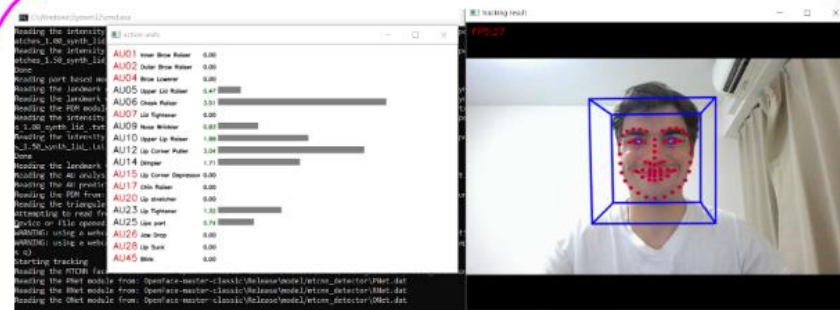 C:\Windows\System32\cmd.exe
Reading the intensity
atches_1.00_synth_lid_
Reading the intensity
atches_1.50_synth_lid_
Done
Reading part based mo
Reading the landmark
Reading the landmark
Reading the PDM module
Reading the intensity
s_1.00_synth_lid_.txt
Reading the intensity
s_1.50_synth_lid_.txt
Done
Reading the landmark
Reading the AU analys
Reading the AU predic
Reading the PDM from:
Reading the triangula
Attempting to read fr
Device or file opened
WARNING: using a webc
WARNING: using a webc
s q)
Starting tracking
Reading the MTCNN fac
Reading the PNet module from: OpenFace-master-classic\Release\model/mtcnn_detector\PNet.dat
Reading the RNet module from: OpenFace-master-classic\Release\model/mtcnn_detector\RNet.dat
Reading the ONet module from: OpenFace-master-classic\Release\model/mtcnn_detector\ONet.dat
action units
AU01 Inner Brow Raiser 0.00
AU02 Outer Brow Raiser 0.00
AU04 Brow Lowerer 0.00
AU05 Upper Lid Raiser 0.47
AU06 Cheek Raiser 3.51
AU07 Lid Tightener 0.00
AU09 Nose Wrinkler 0.83
AU10 Upper Lip Raiser 1.88
AU12 Lip Corner Puller 3.04
AU14 Dimpler 1.71
AU15 Lip Corner Depressor 0.00
AU17 Chin Raiser 0.00
AU20 Lip stretcher 0.00
AU23 Lip Tightener 1.32
AU25 Lips part 0.74
AU26 Jaw Drop 0.00
AU28 Lip Suck 0.00
AU45 Blink 0.00
tracking result
FPS:27